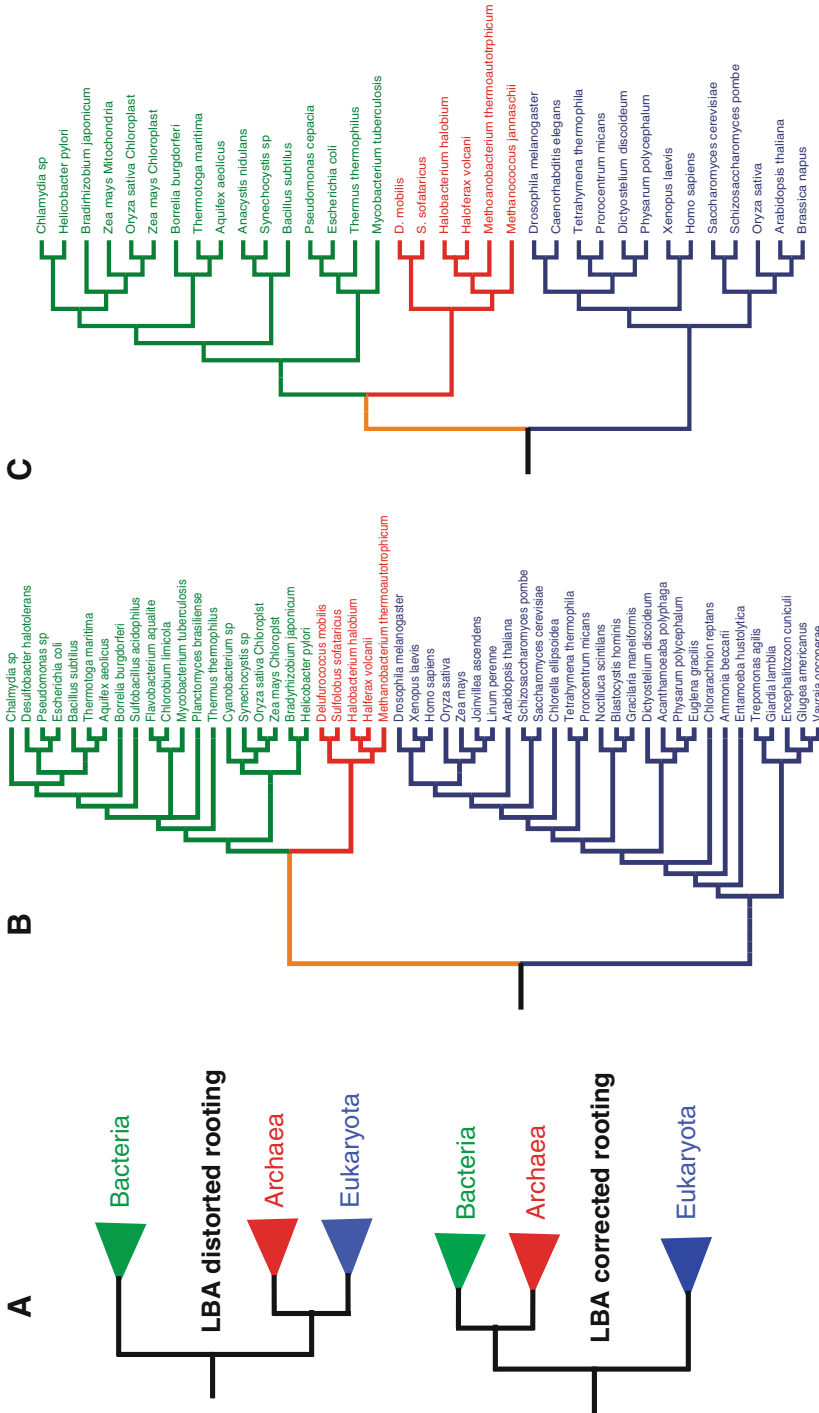 A
Bacteria
LBA distorted rooting
Archaea
Eukaryota
Bacteria
Archaea
LBA corrected rooting
Eukaryota
B
Chalmydia sp
Desulfobacter halotolerans
Pseudomonas sp
Escherichia coli
Bacillus subtilus
Thermotoga maritima
Aquifex aeolicus
Borrelia burgdorferi
Sulfobacillus acidophilus
Flavobacterium aqualite
Chlorobium limicola
Mycobacterium tuberculosis
Planctomyces brasiliense
Thermus thermophilus
Cyanobacterium sp
Synechocystis sp
Oryza sativa Chloroplst
Zea mays Chloroplst
Bradyrhizobium japonicum
Helicobacter pylori
Delufurococcus mobilis
Sulfolobus sofataricus
Halobacterium halobium
Halferax volcanii
Methanobacterium thermoautotrophicum
Drosophila melanogaster
Xenopus laevis
Homo sapiens
Oryza sativa
Zea mays
Joinvillea ascendens
Linum perenne
Arabidopsis thaliana
Schizosaccharomyces pombe
Saccharomyces cerevisiae
Chlorella ellipsoidea
Tetrahymena thermophila
Prorocentrum micans
Noctiluca scintilans
Blastocystis hominis
Gracilaria maneiformis
Dictyostelium discoideum
Acanthamoeba polyphaga
Physarum polycephalum
Euglena gracilis
Chlorarachnion reptans
Ammonia beccarii
Entamoeba hustolytica
Trepomonas agilis
Giardia lamblia
Encephalitozoon cuniculi
Glugea americanus
C
Chlamydia sp
Helicobacter pylori
Bradirhizobium japonicum
Zea mays Mitochondria
Oryza sativa Chloroplast
Zea mays Chloroplast
Borrelia burgdorferi
Thermotoga maritima
Aquifex aeolicus
Anacystis nidulans
Synechocystis sp
Bacillus subtilus
Pseudomonas cepacia
Escherichia coli
Thermus thermophilus
Mycobacterium tuberculosis
D. mobilis
S. sofataricus
Halobacterium halobium
Haloferax volcani
Methoanobacterium thermoautotrphicum
Methanococcus jannaschii
Drosophila melanogaster
Caenorhabditis elegans
Tetrahymena thermophila
Prorocentrum micans
Dictyostelium discoideum
Physarum polycephalum
Xenopus laevis
Homo sapiens
Saccharomyces cerevisiae
Schizosaccharomyces pombe
Oryza sativa
Arabidopsis thaliana
Brassica napus